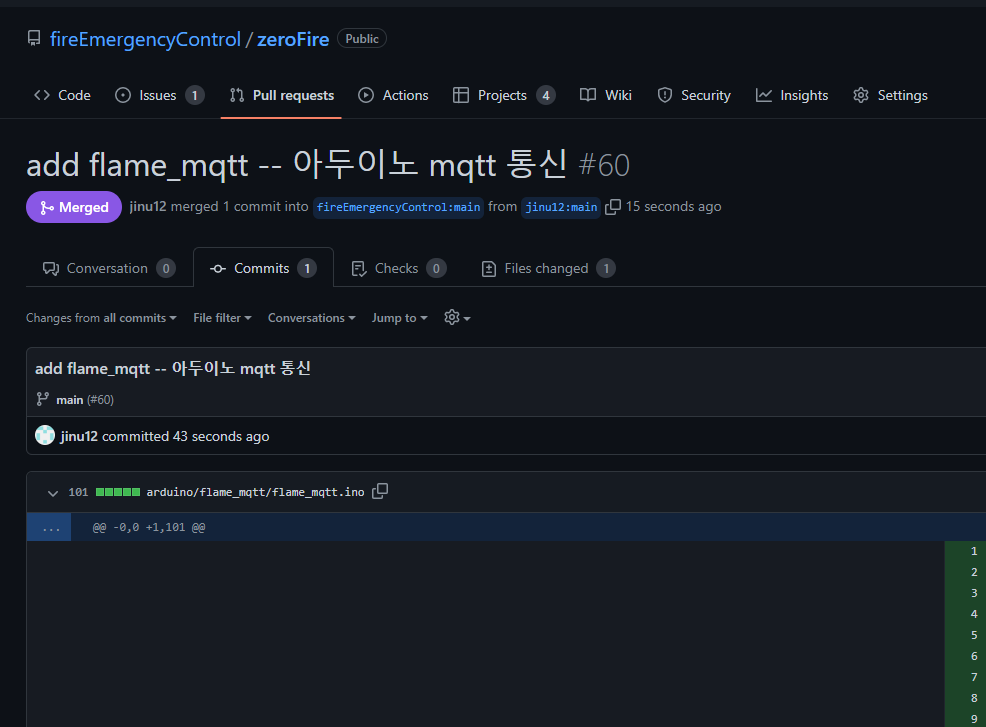 fireEmergencyControl / zeroFire Public
Code Issues 1 Pull requests Actions Projects 4 Wiki Security Insights Settings
add flame_mqtt -- 아두이노 mqtt 통신 #60
Merged jinu12 merged 1 commit into fireEmergencyControl:main from jinu12:main 15 seconds ago
Conversation 0 Commits 1 Checks 0 Files changed 1
Changes from all commits File filter Conversations Jump to
add flame_mqtt -- 아두이노 mqtt 통신
main (#60)
jinu12 committed 43 seconds ago
101 arduino/flame_mqtt/flame_mqtt.ino
... @@ -0,0 +1,101 @@
1
2
3
4
5
6
7
8
9